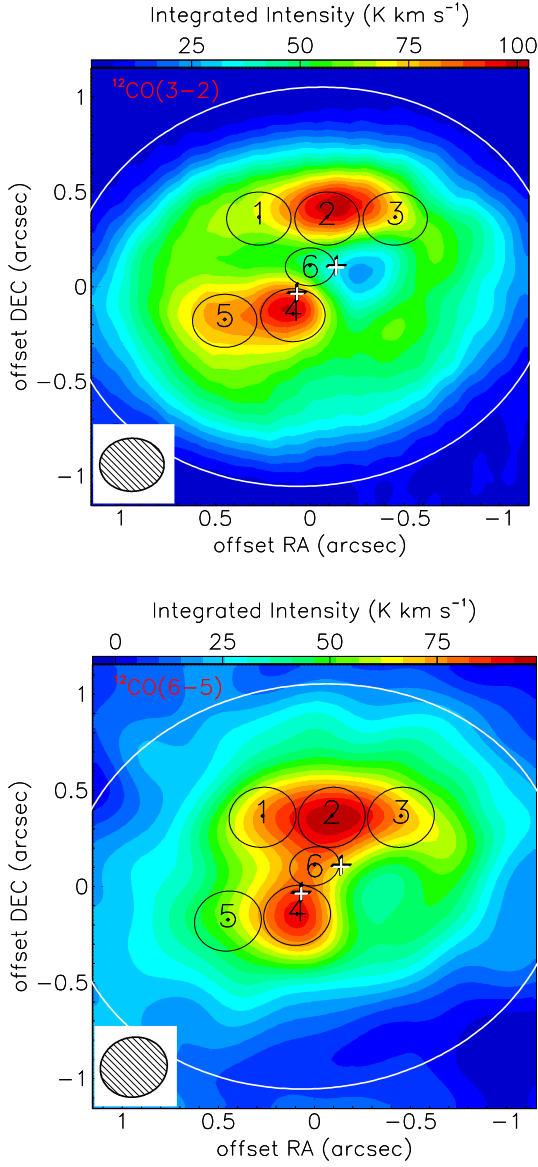 Integrated Intensity (K km s⁻¹)
25 50 75 100
¹²CO(3−2)
1
0.5
0
−0.5
−1
offset DEC (arcsec)
1 2 3
6
5 4
1 0.5 0 −0.5 −1
offset RA (arcsec)
Integrated Intensity (K km s⁻¹)
0 25 50 75
¹²CO(6−5)
1
0.5
0
−0.5
−1
offset DEC (arcsec)
1 2 3
6
5 4
1 0.5 0 −0.5 −1
offset RA (arcsec)